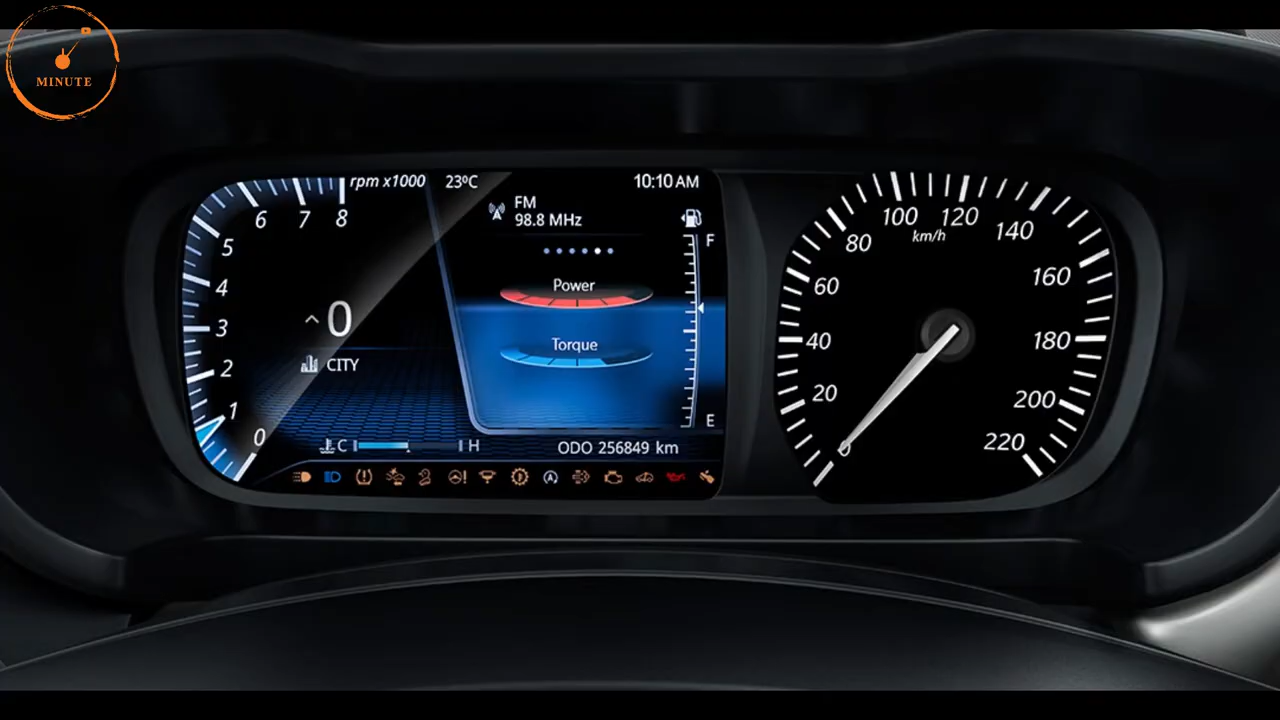 MINUTE
rpm x1000
23ºC
10:10 AM
FM
98.8 MHz
F
Power
Torque
E
8
7
6
5
4
3
2
1
0
^ 0
CITY
C
H
ODO 256849 km
0
20
40
60
80
100
120
140
160
180
200
220
km/h